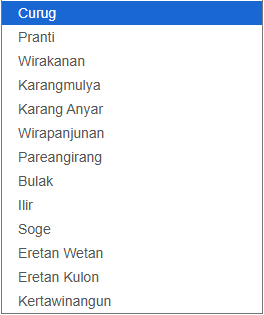 Curug
Pranti
Wirakanan
Karangmulya
Karang Anyar
Wirapanjunan
Pareangirang
Bulak
Ilir
Soge
Eretan Wetan
Eretan Kulon
Kertawinangun